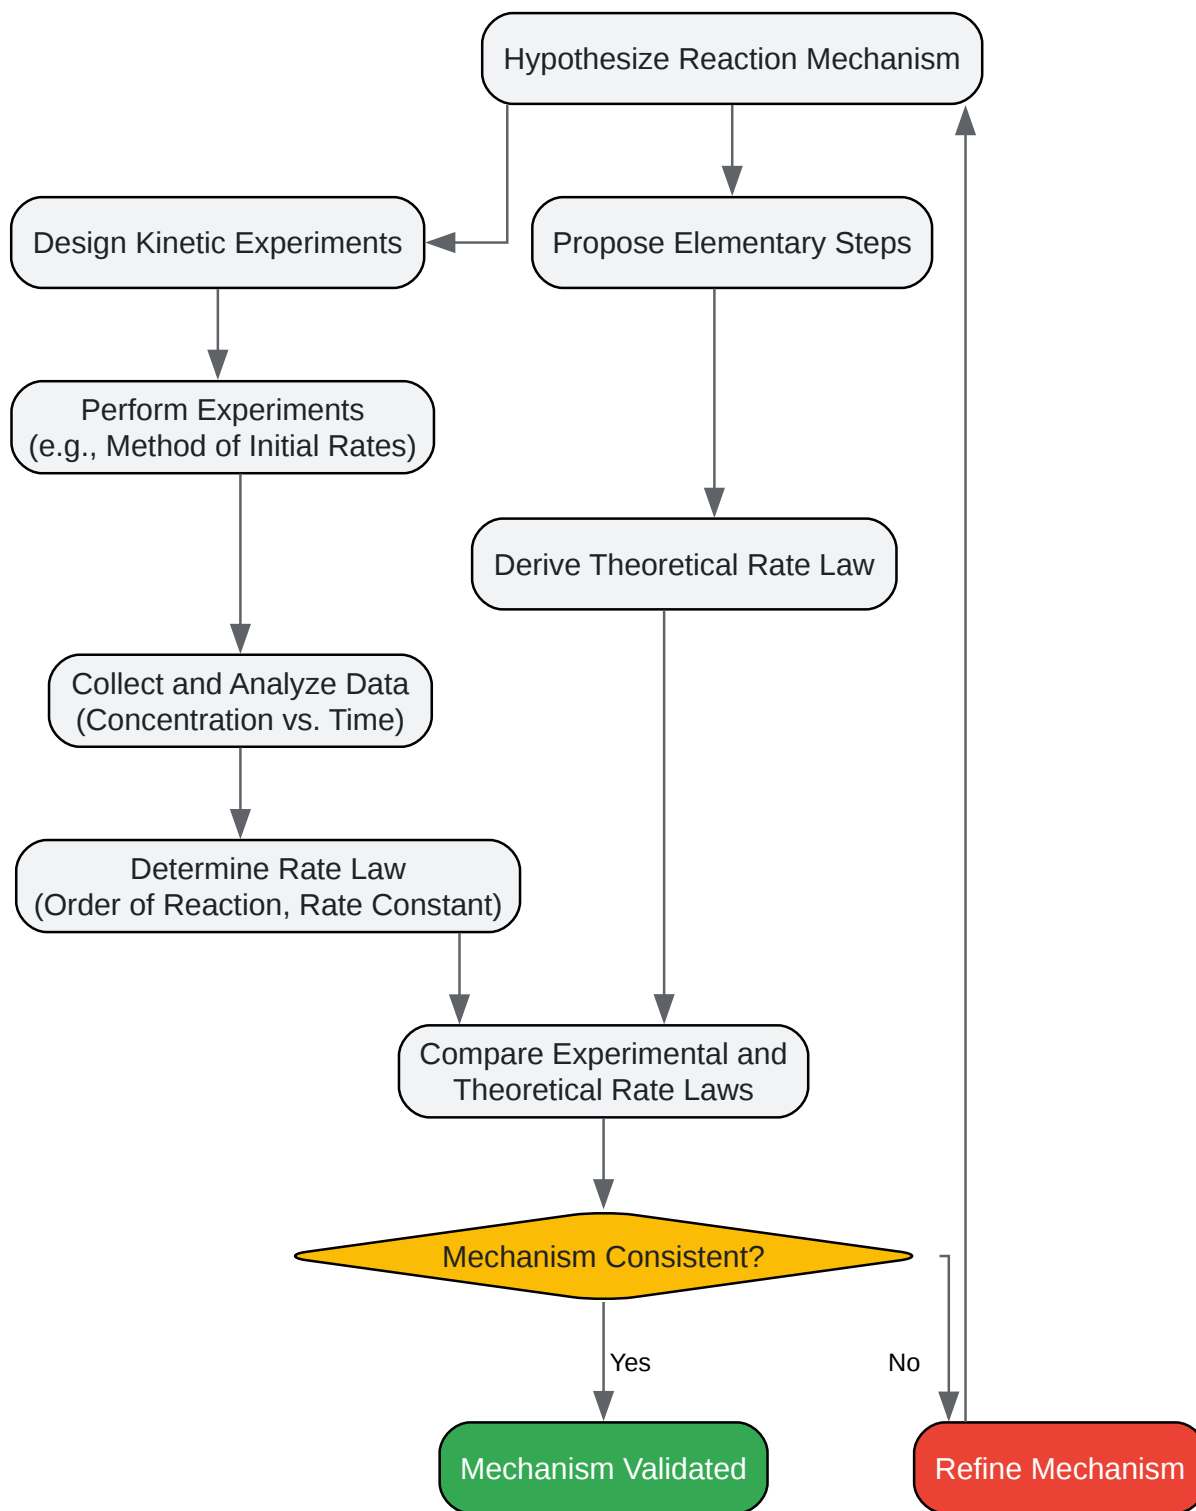 Hypothesize Reaction Mechanism
Design Kinetic Experiments
Propose Elementary Steps
Perform Experiments
(e.g., Method of Initial Rates)
Derive Theoretical Rate Law
Collect and Analyze Data
(Concentration vs. Time)
Determine Rate Law
(Order of Reaction, Rate Constant)
Compare Experimental and
Theoretical Rate Laws
Mechanism Consistent?
Yes
No
Mechanism Validated
Refine Mechanism